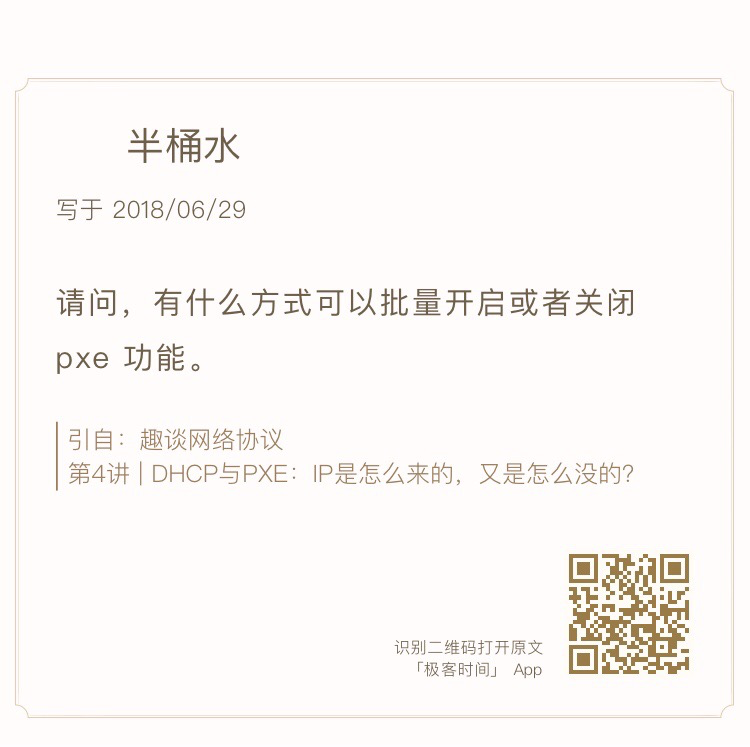 半桶水
写于 2018/06/29
请问，有什么方式可以批量开启或者关闭
pxe 功能。
引自：趣谈网络协议
第4讲 | DHCP与PXE：IP是怎么来的，又是怎么没的？
识别二维码打开原文
「极客时间」 App